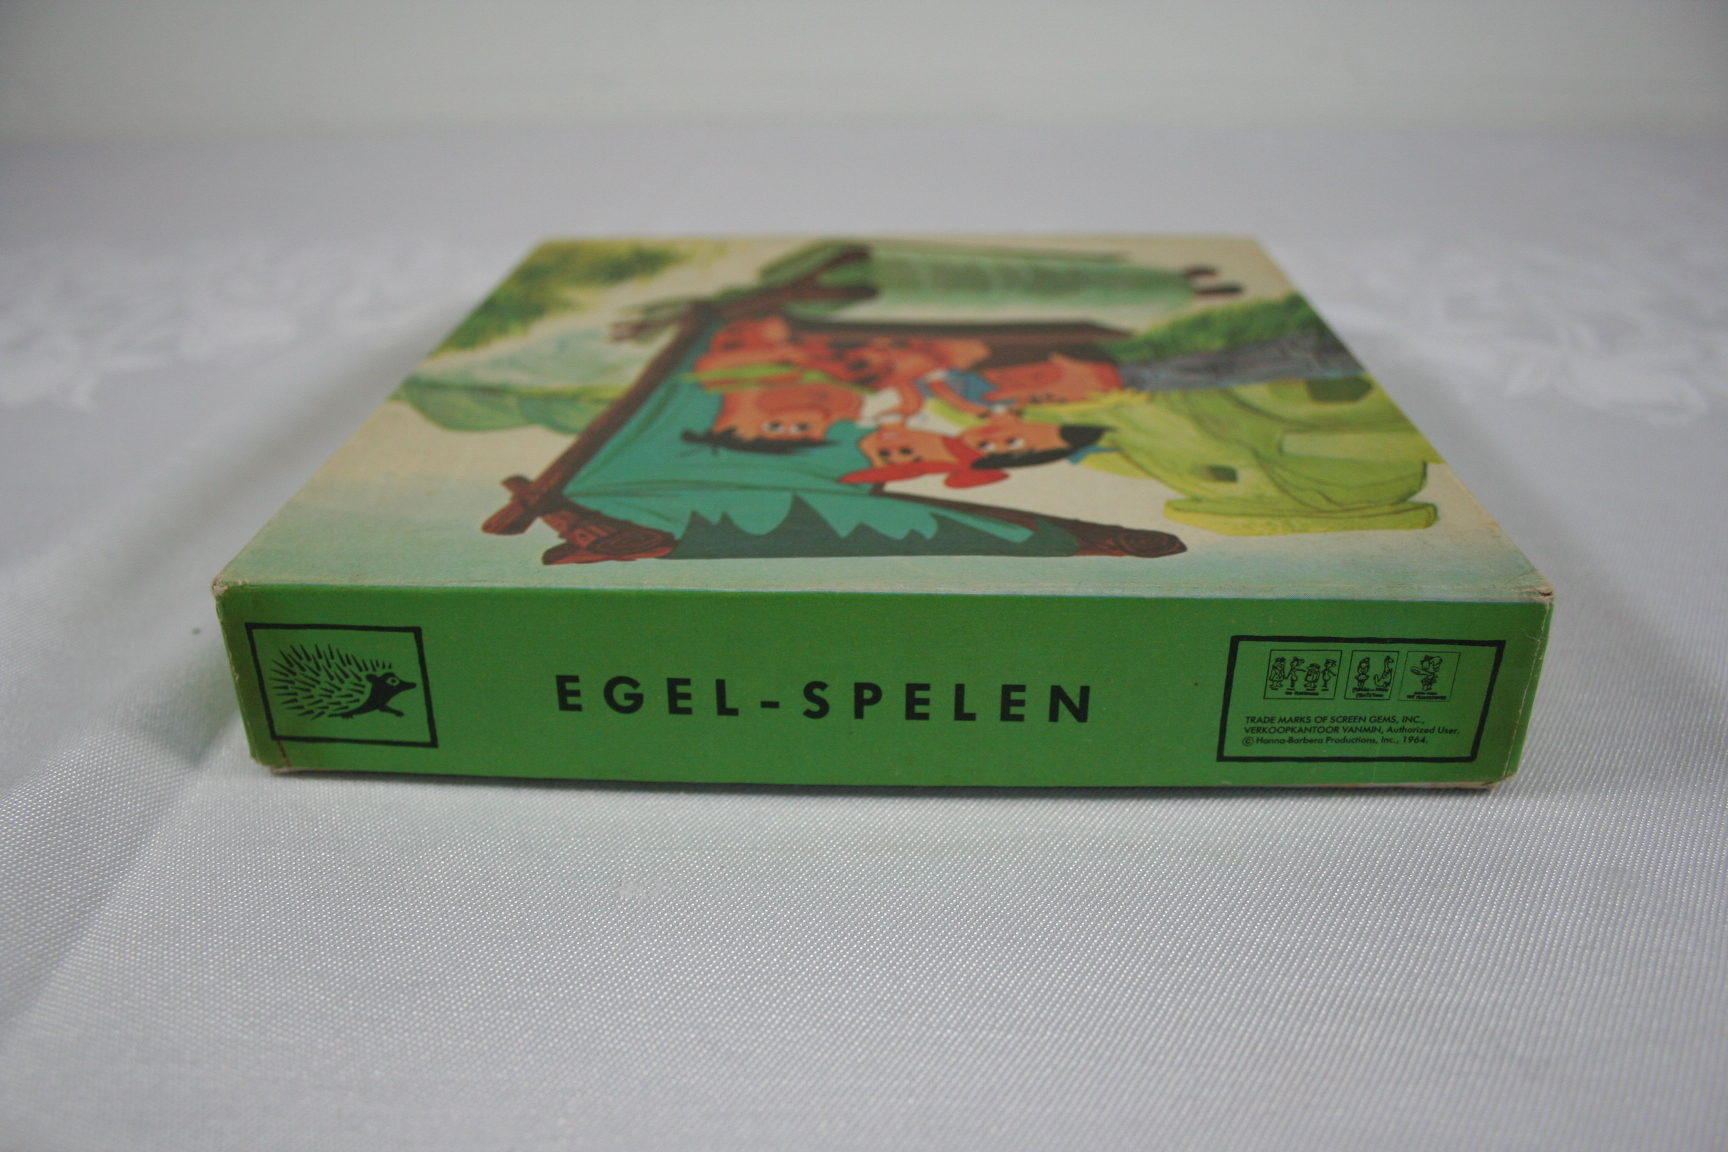 EGEL-SPELEN
TRADE MARKS OF SCREEN GEMS, INC.,
VERKOOPKANTOOR VANMIN, Authorized User,
© Hanna-Barbera Productions, Inc., 1964.